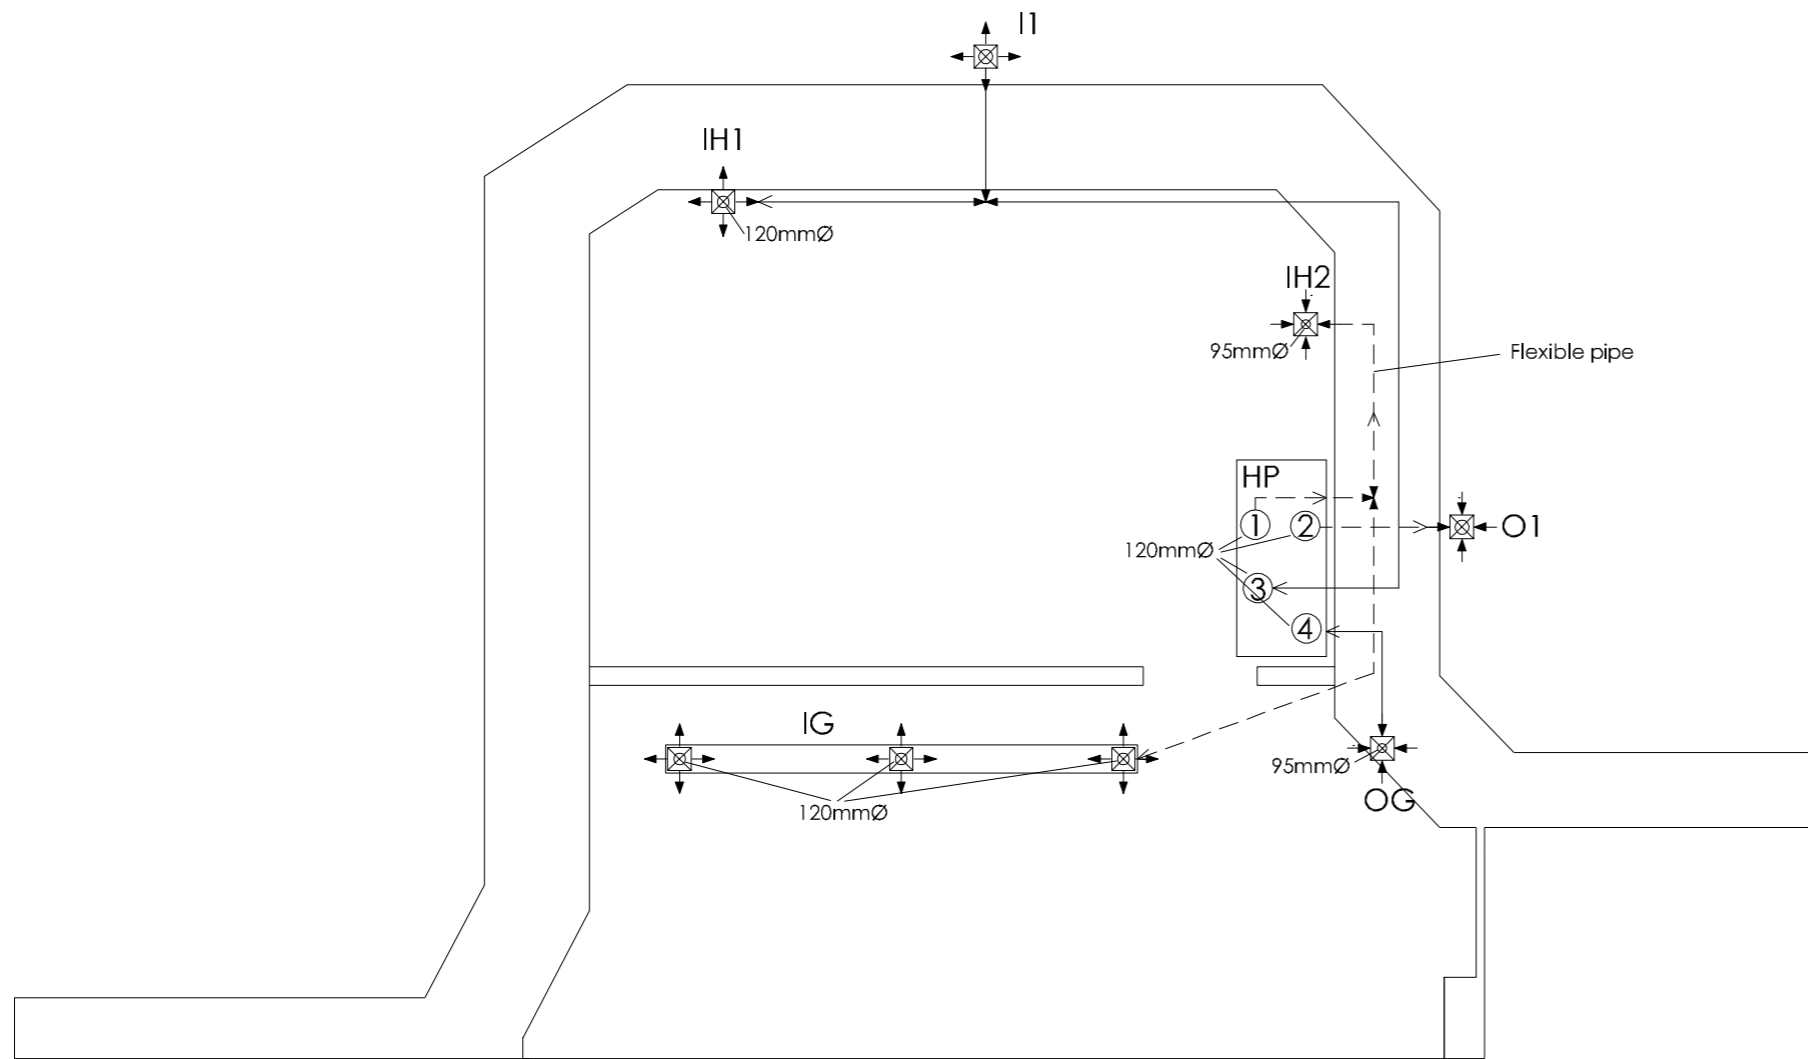 I1
IH1
120mmØ
IH2
95mmØ
Flexible pipe
HP
1
2
O1
120mmØ
3
4
IG
95mmØ
OG
120mmØ